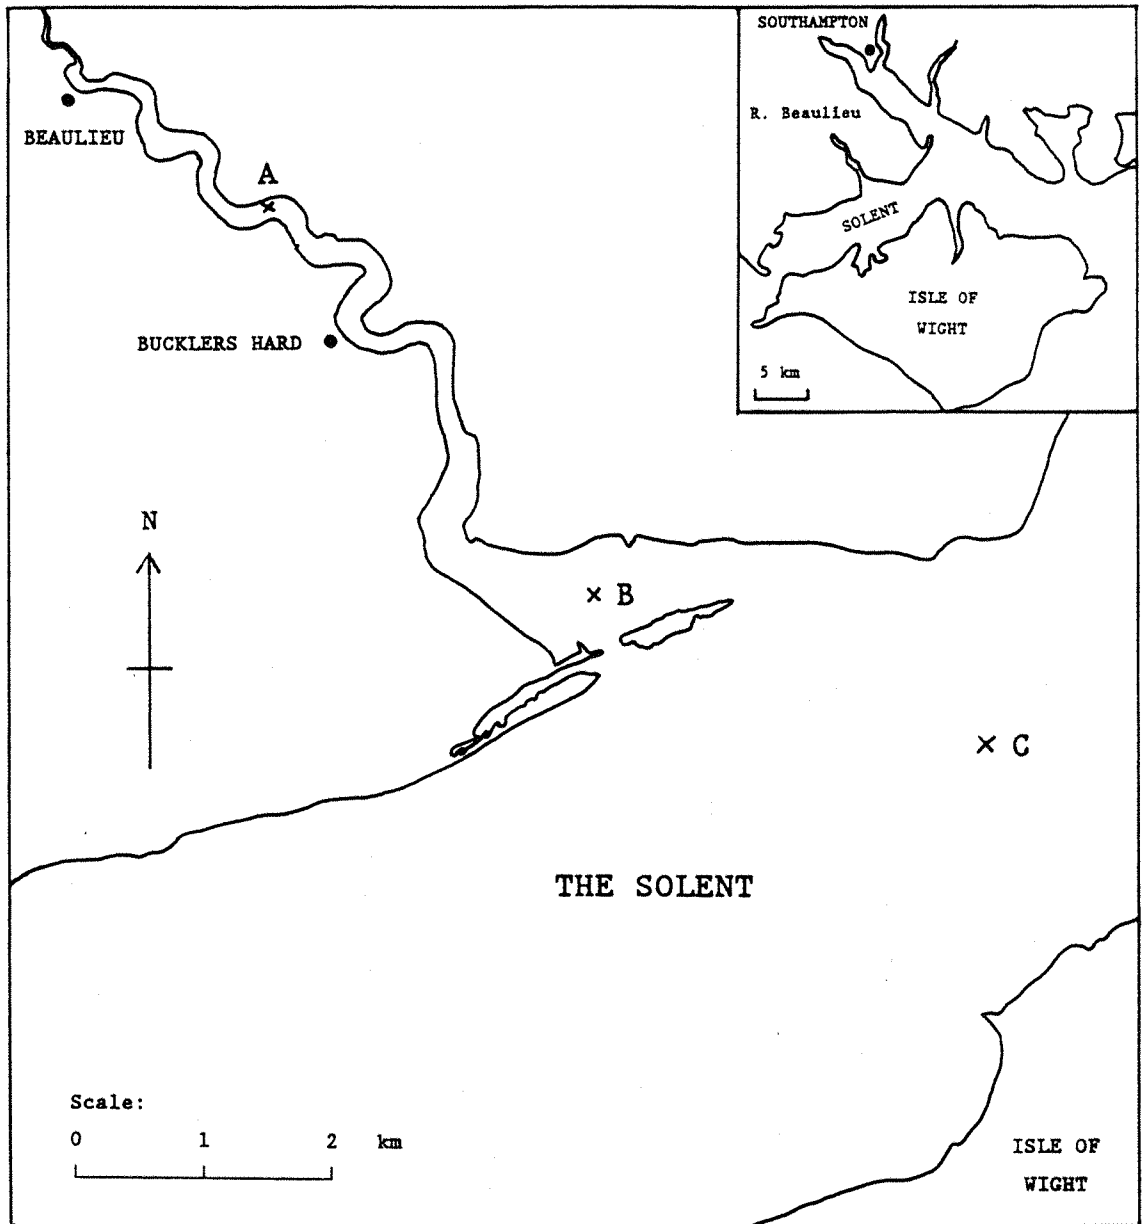 SOUTHAMPTON
R. Beaulieu
SOLENT
ISLE OF
WIGHT
5 km
BEAULIEU
A
BUCKLERS HARD
N
B
C
THE SOLENT
Scale:
0 1 2 km
ISLE OF
WIGHT